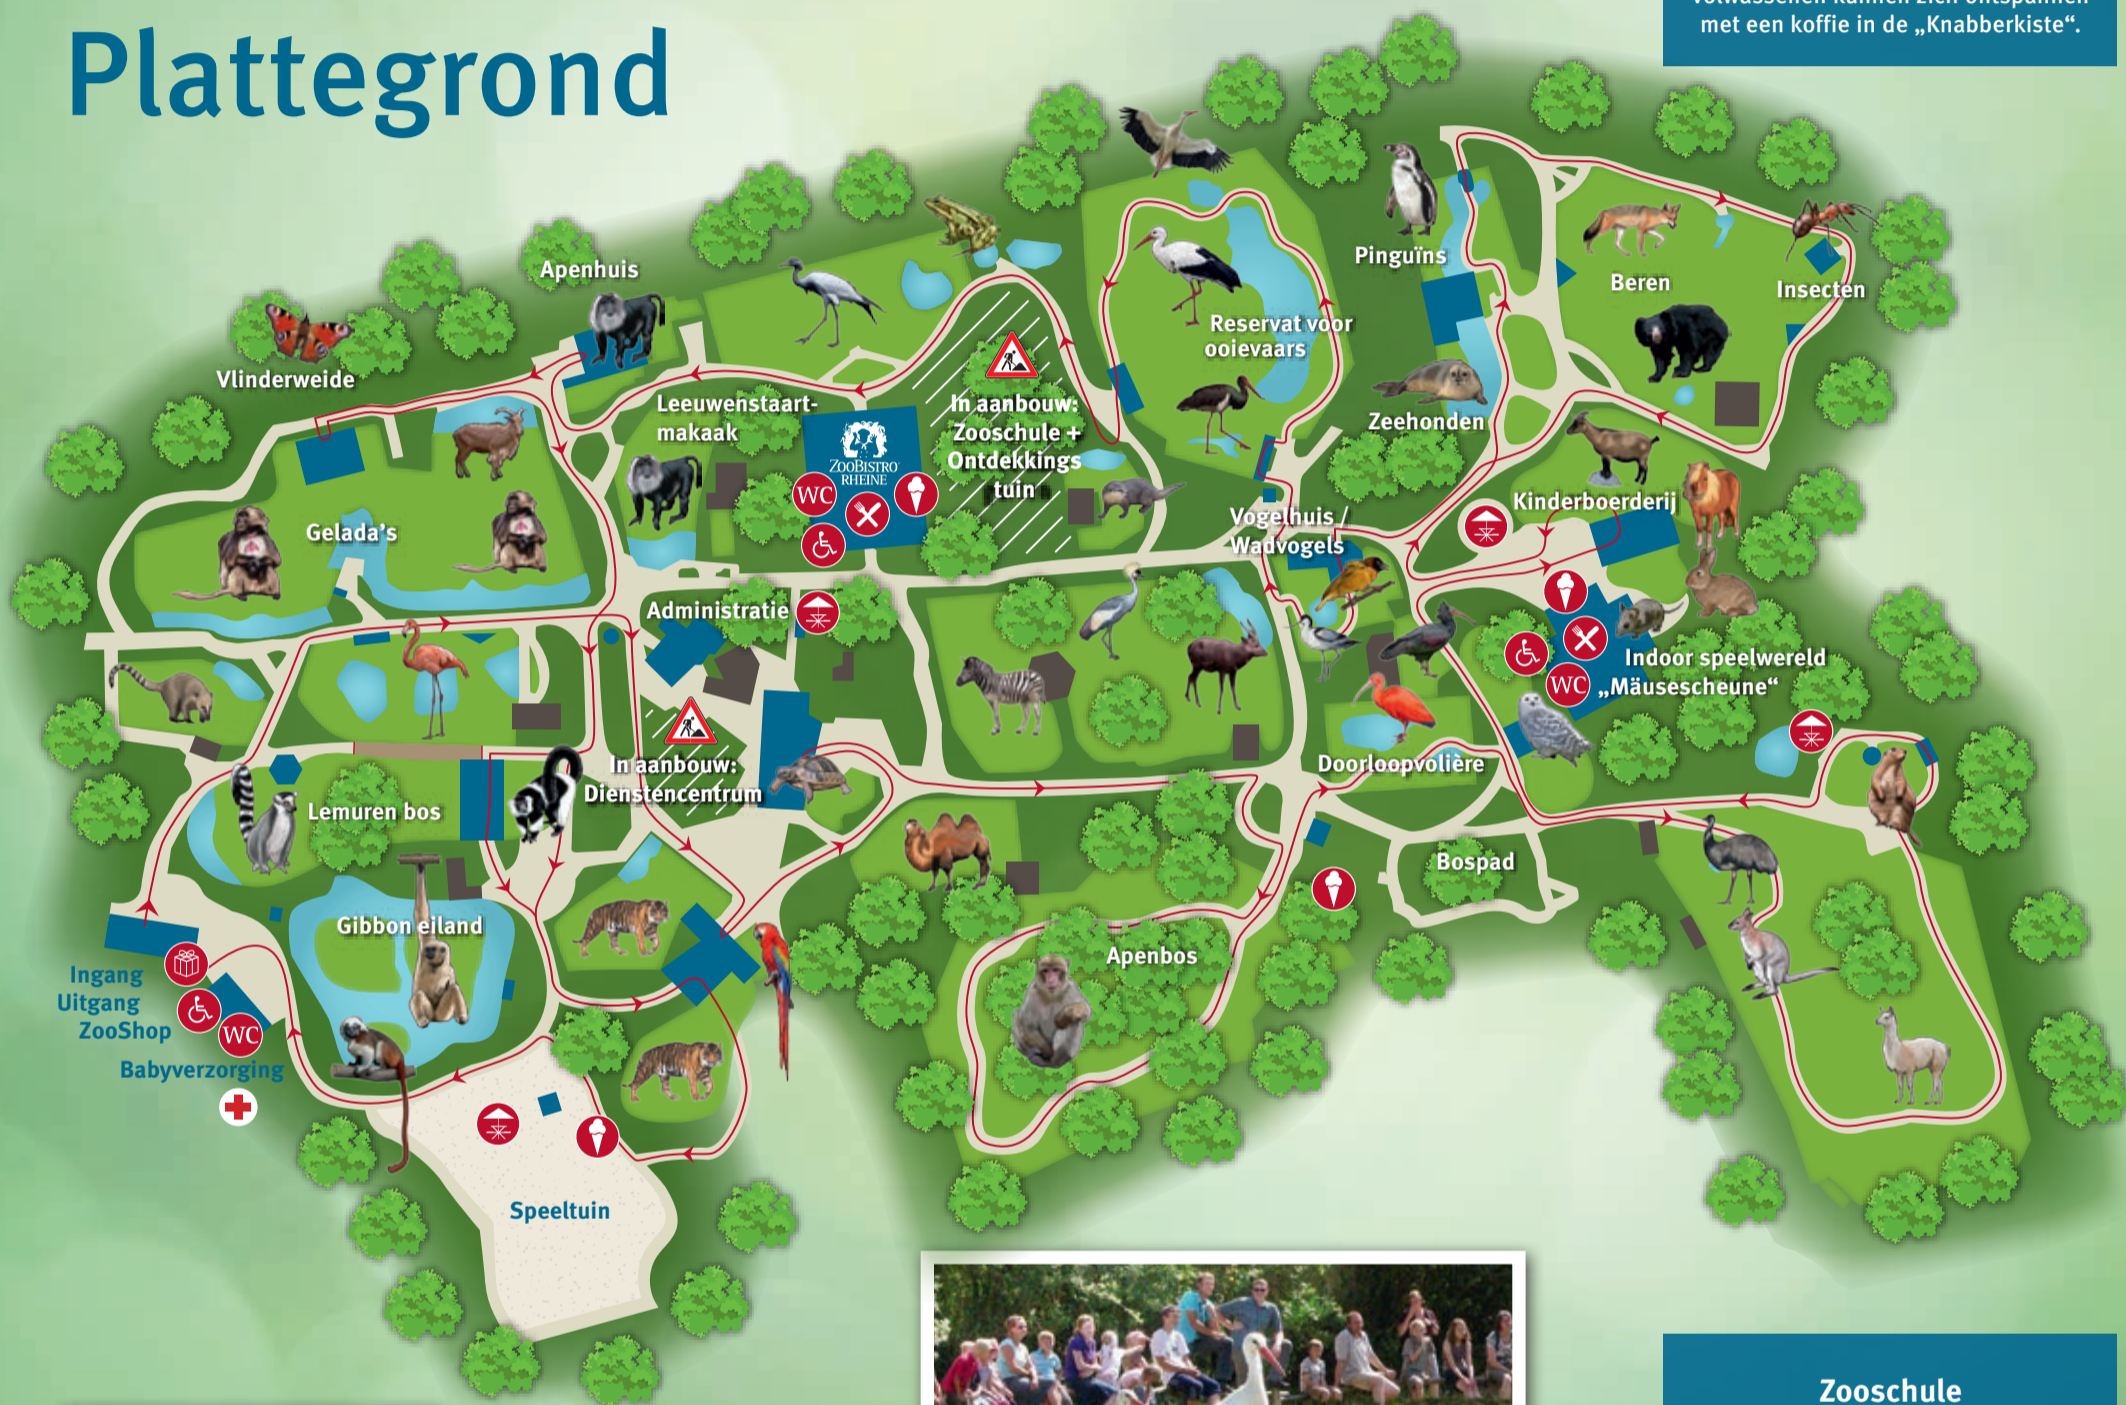 Plattegrond
met een koffie in de „Knabberkiste“.
Apenhuis
Vlinderweide
Leeuwenstaart-
makaak
In aanbouw:
Zooschule +
Ontdekkings
tuin
Reservat voor
ooievaars
Pinguïns
Zeehonden
Beren
Insecten
Kinderboerderij
Vogelhuis /
Wadvogels
ZOOBISTRO
RHEINE
WC
Gelada's
Administratie
In aanbouw:
Dienstencentrum
Indoor speelwereld
„Mäusescheune“
WC
Doorloopvolière
Bospad
Lemuren bos
Gibbon eiland
Apenbos
Ingang
Uitgang
ZooShop
WC
Babyverzorging
Speeltuin
Zooschule